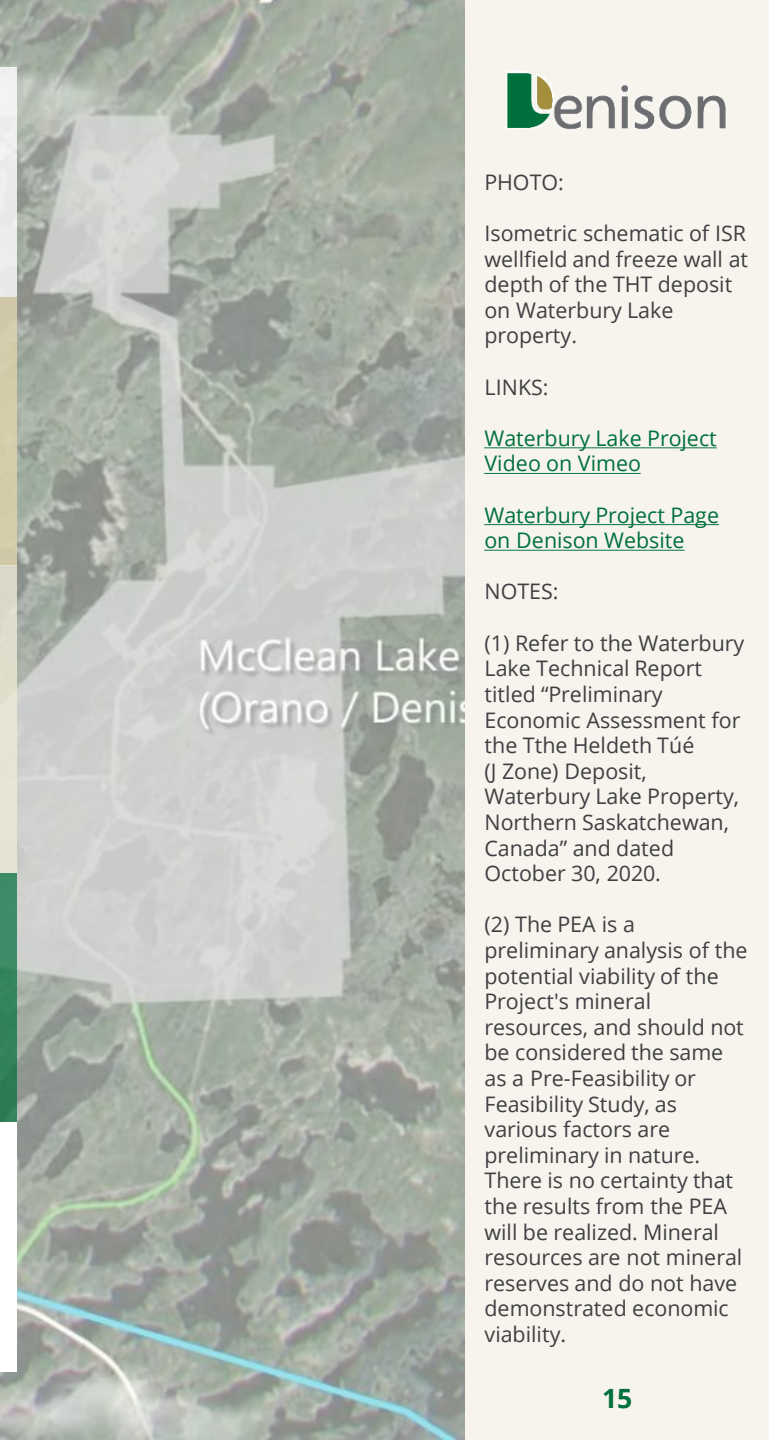 McClean Lake
(Orano / Denis
Denison
PHOTO:
Isometric schematic of ISR
wellfield and freeze wall at
depth of the THT deposit
on Waterbury Lake
property.
LINKS:
Waterbury Lake Project
Video on Vimeo
Waterbury Project Page
on Denison Website
NOTES:
(1) Refer to the Waterbury
Lake Technical Report
titled “Preliminary
Economic Assessment for
the Tthe Heldeth Túé
(J Zone) Deposit,
Waterbury Lake Property,
Northern Saskatchewan,
Canada” and dated
October 30, 2020.
(2) The PEA is a
preliminary analysis of the
potential viability of the
Project's mineral
resources, and should not
be considered the same
as a Pre-Feasibility or
Feasibility Study, as
various factors are
preliminary in nature.
There is no certainty that
the results from the PEA
will be realized. Mineral
resources are not mineral
reserves and do not have
demonstrated economic
viability.
15